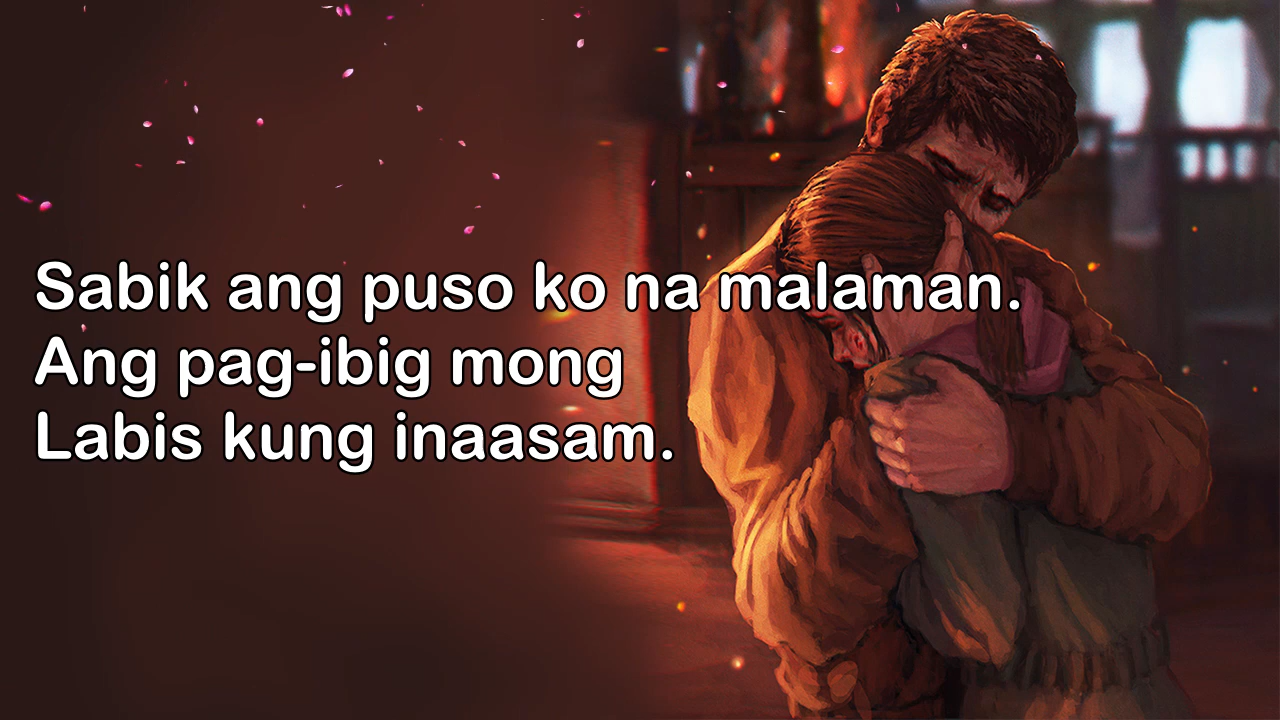 Sabik ang puso ko na malaman.
Ang pag-ibig mong
Labis kung inaasam.